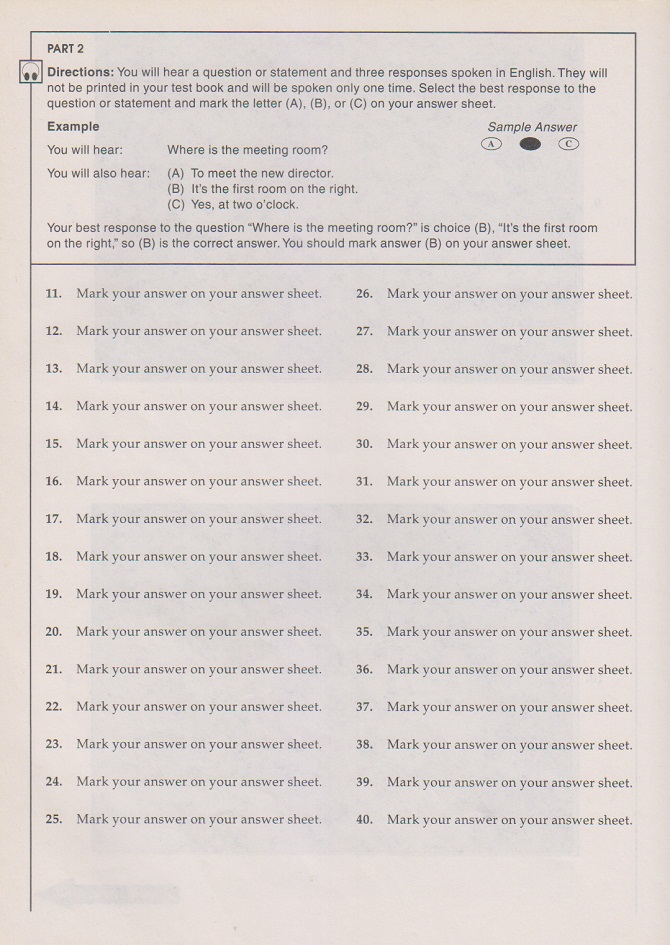 PART 2
Directions: You will hear a question or statement and three responses spoken in English. They will
not be printed in your test book and will be spoken only one time. Select the best response to the
question or statement and mark the letter (A), (B), or (C) on your answer sheet.
Example
Sample Answer
You will hear: Where is the meeting room?
A C
You will also hear: (A) To meet the new director.
(B) It's the first room on the right.
(C) Yes, at two o'clock.
Your best response to the question “Where is the meeting room?” is choice (B), “It's the first room
on the right,” so (B) is the correct answer. You should mark answer (B) on your answer sheet.
11. Mark your answer on your answer sheet.
12. Mark your answer on your answer sheet.
13. Mark your answer on your answer sheet.
14. Mark your answer on your answer sheet.
15. Mark your answer on your answer sheet.
16. Mark your answer on your answer sheet.
17. Mark your answer on your answer sheet.
18. Mark your answer on your answer sheet.
19. Mark your answer on your answer sheet.
20. Mark your answer on your answer sheet.
21. Mark your answer on your answer sheet.
22. Mark your answer on your answer sheet.
23. Mark your answer on your answer sheet.
24. Mark your answer on your answer sheet.
25. Mark your answer on your answer sheet.
26. Mark your answer on your answer sheet.
27. Mark your answer on your answer sheet.
28. Mark your answer on your answer sheet.
29. Mark your answer on your answer sheet.
30. Mark your answer on your answer sheet.
31. Mark your answer on your answer sheet.
32. Mark your answer on your answer sheet.
33. Mark your answer on your answer sheet.
34. Mark your answer on your answer sheet.
35. Mark your answer on your answer sheet.
36. Mark your answer on your answer sheet.
37. Mark your answer on your answer sheet.
38. Mark your answer on your answer sheet.
39. Mark your answer on your answer sheet.
40. Mark your answer on your answer sheet.